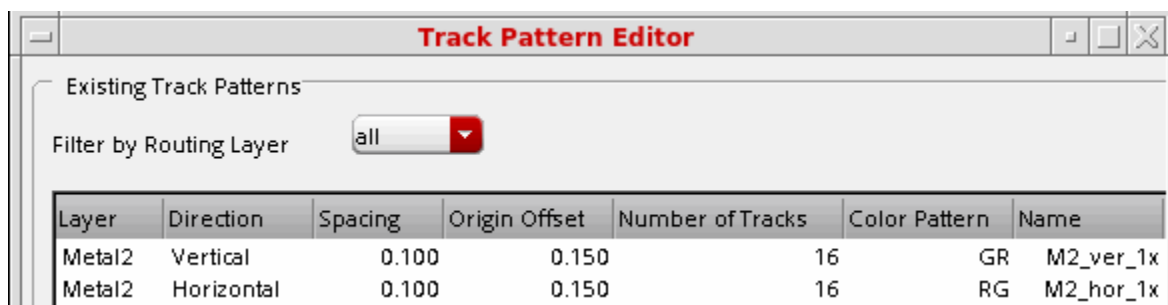 Track Pattern Editor
Existing Track Patterns
Filter by Routing Layer all
Layer Direction Spacing Origin Offset Number of Tracks Color Pattern Name
Metal2 Vertical 0.100 0.150 16 GR M2_ver_1x
Metal2 Horizontal 0.100 0.150 16 RG M2_hor_1x